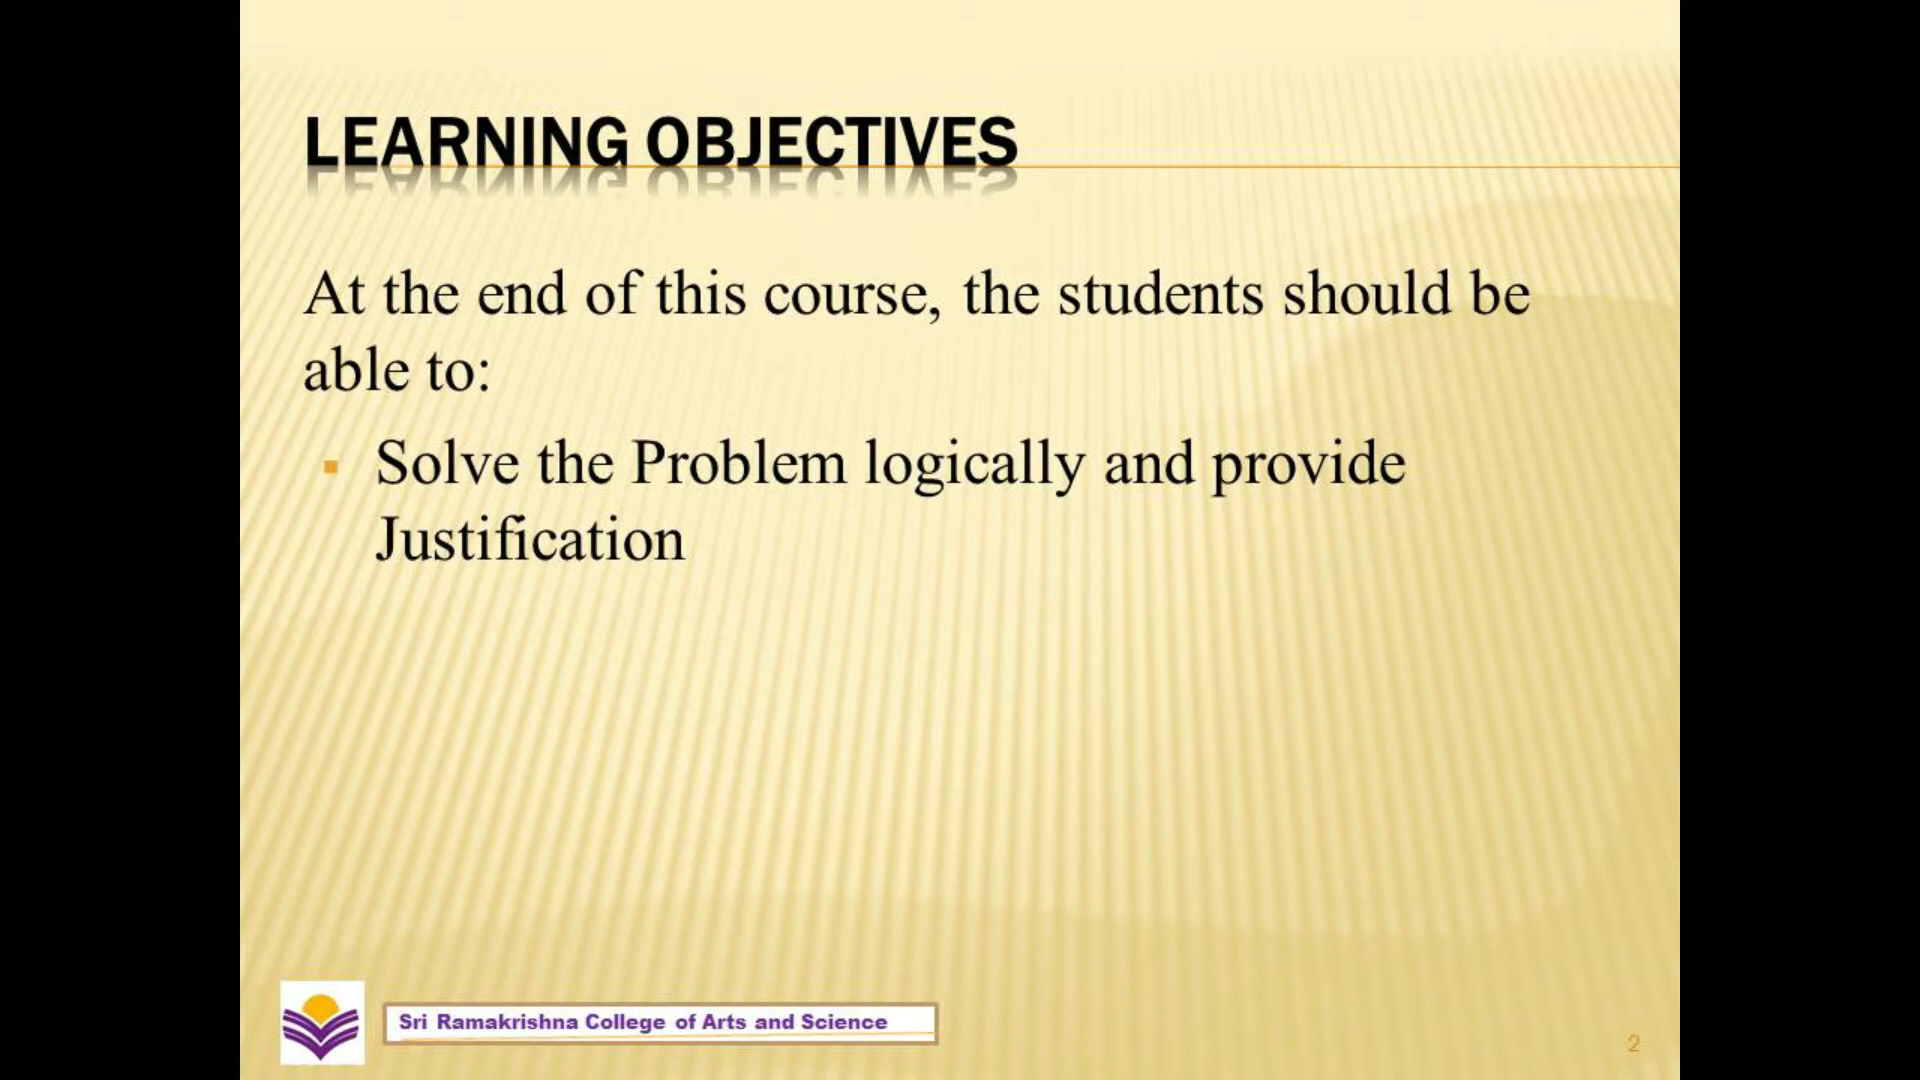 LEARNING OBJECTIVES
At the end of this course, the students should be
able to:
Solve the Problem logically and provide
Justification
Sri Ramakrishna College of Arts and Science
2